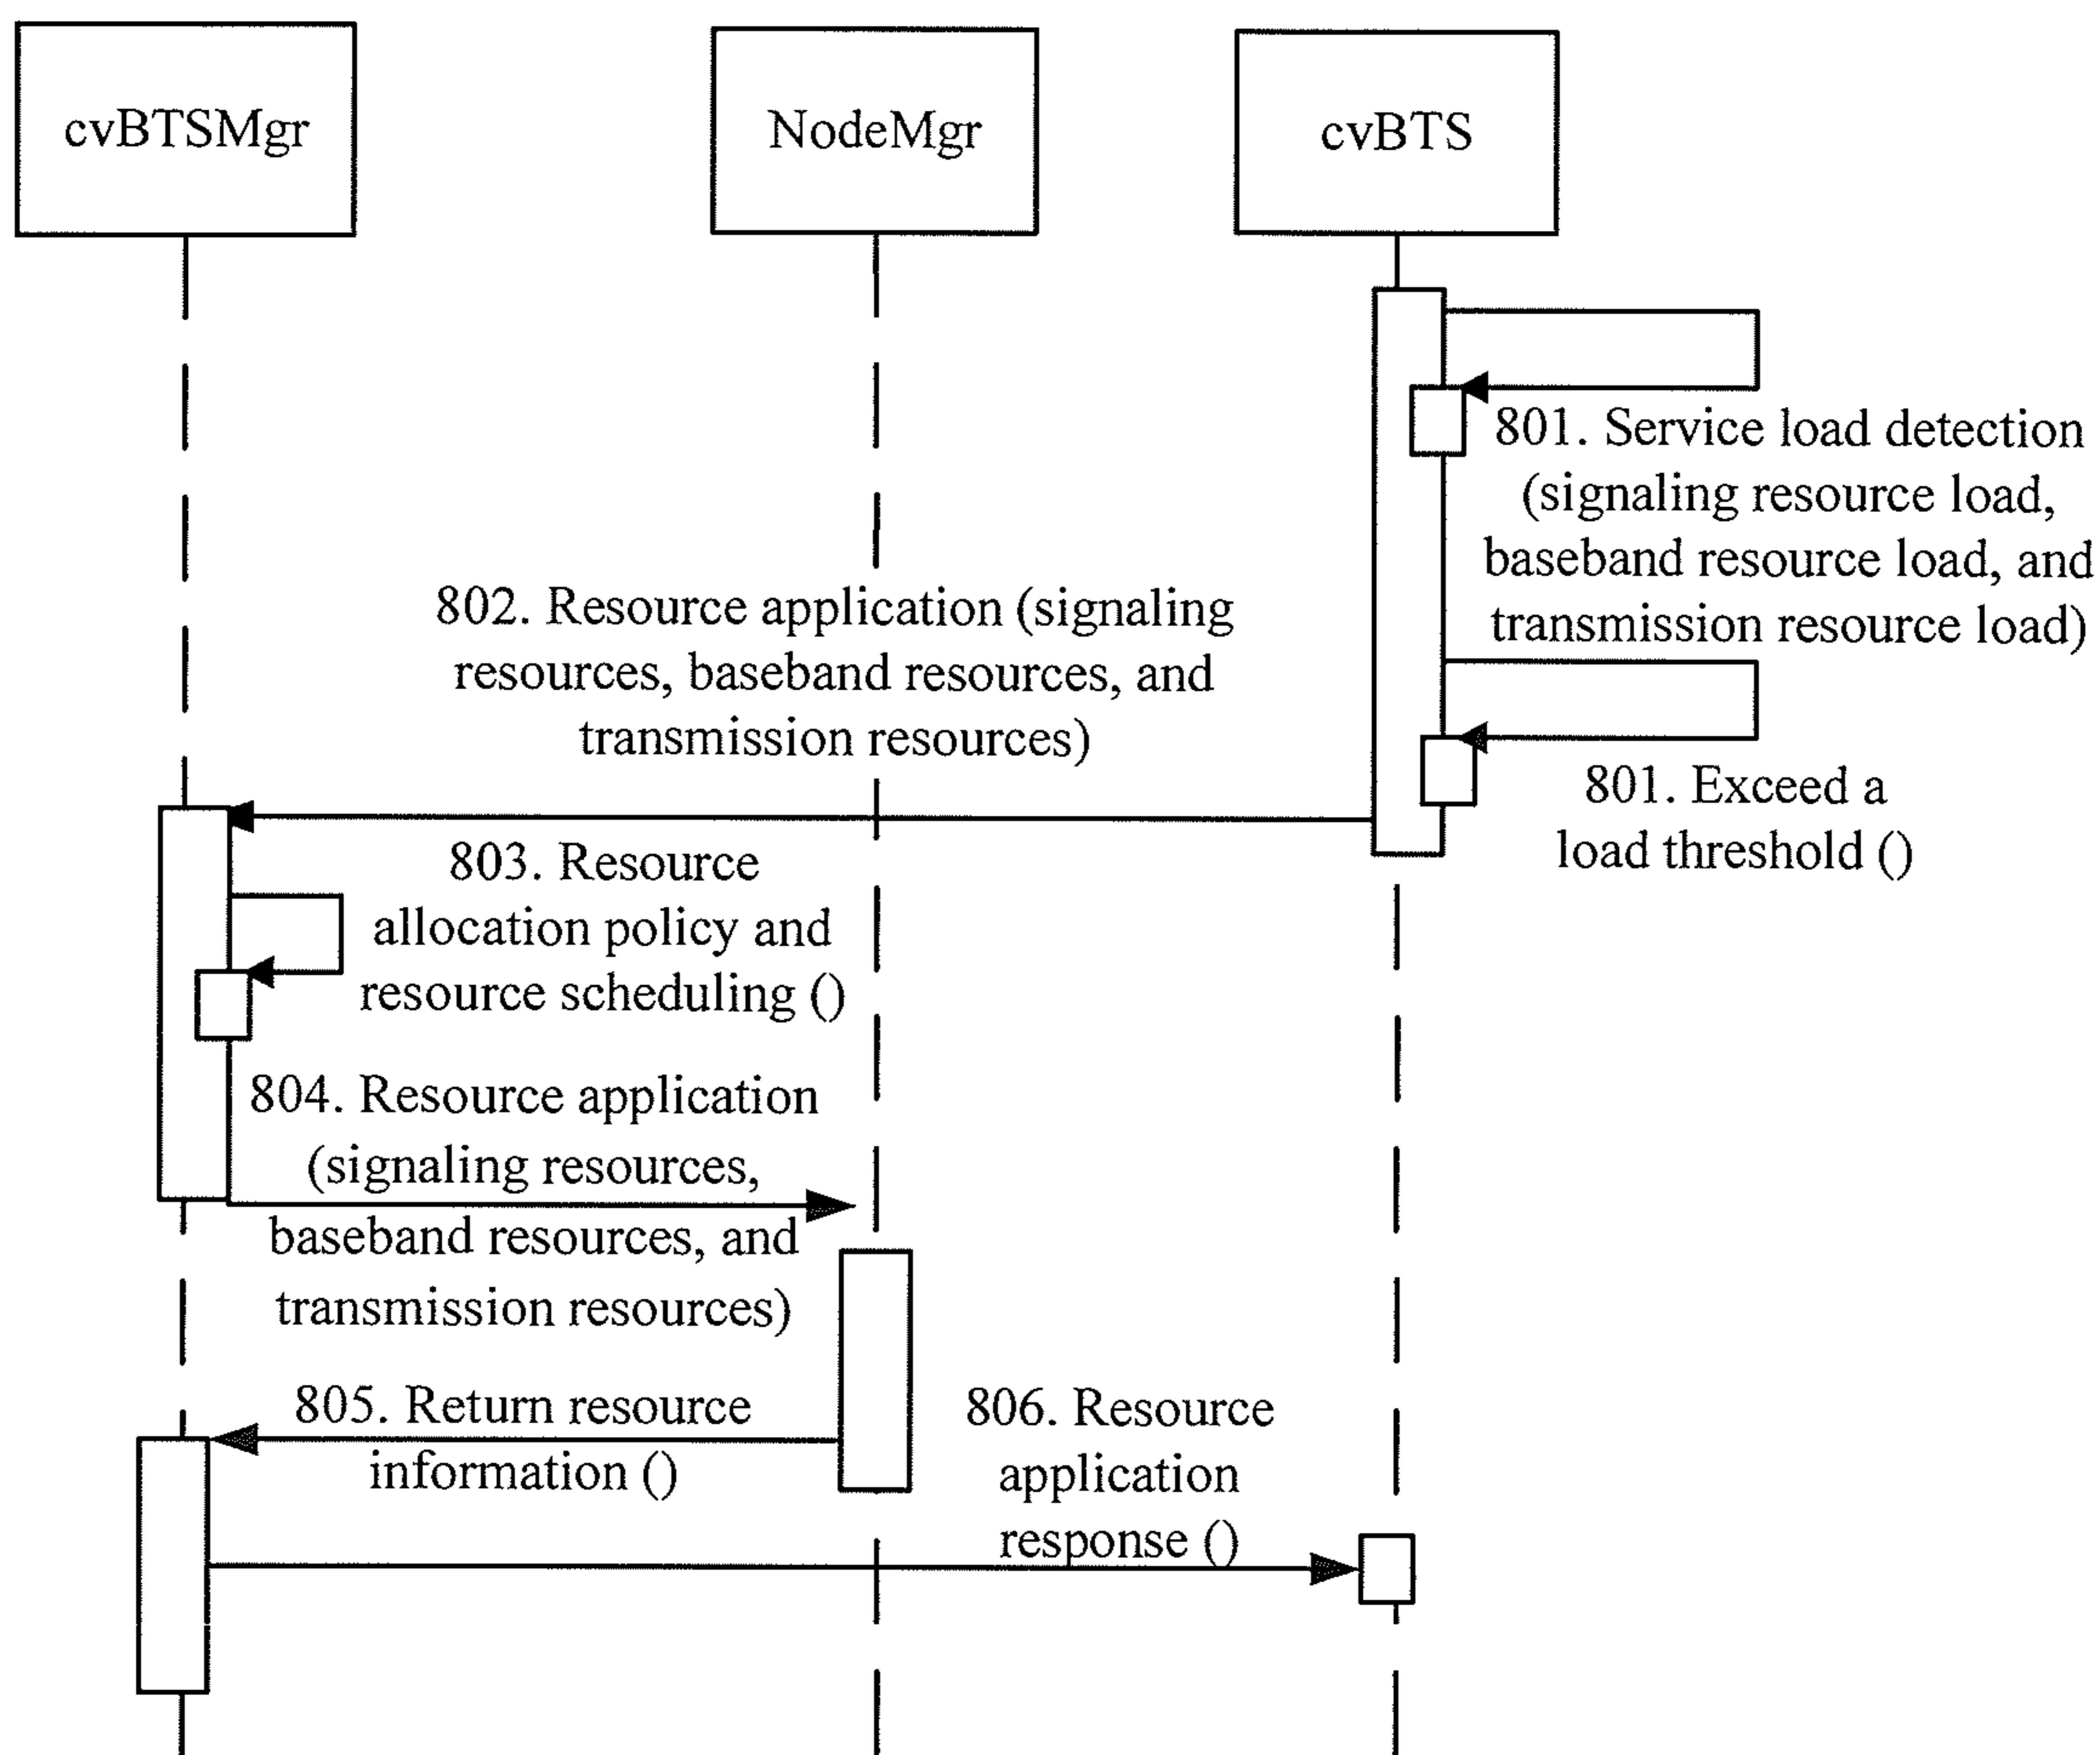 cvBTSMgr
NodeMgr
cvBTS
801. Service load detection
(signaling resource load,
baseband resource load, and
transmission resource load)
802. Resource application (signaling
resources, baseband resources, and
transmission resources)
801. Exceed a
load threshold ()
803. Resource
allocation policy and
resource scheduling ()
804. Resource application
(signaling resources,
baseband resources, and
transmission resources)
805. Return resource
information ()
806. Resource
application
response ()